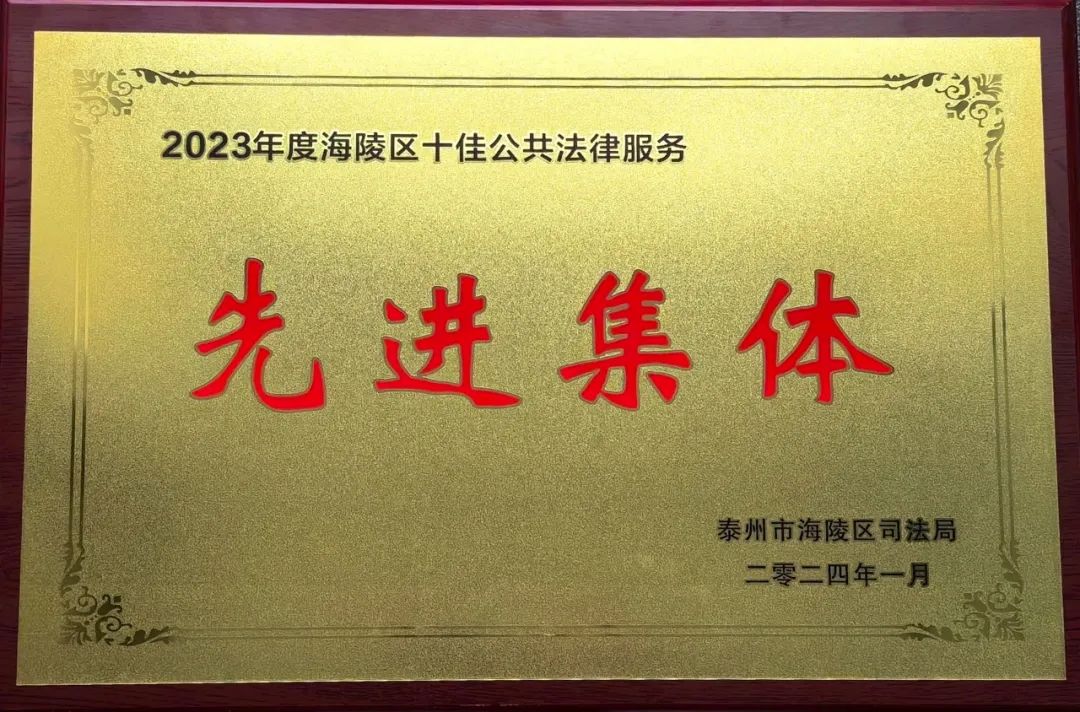 2023年度海陵区十佳公共法律服务
先进集体
泰州市海陵区司法局
二零二四年一月